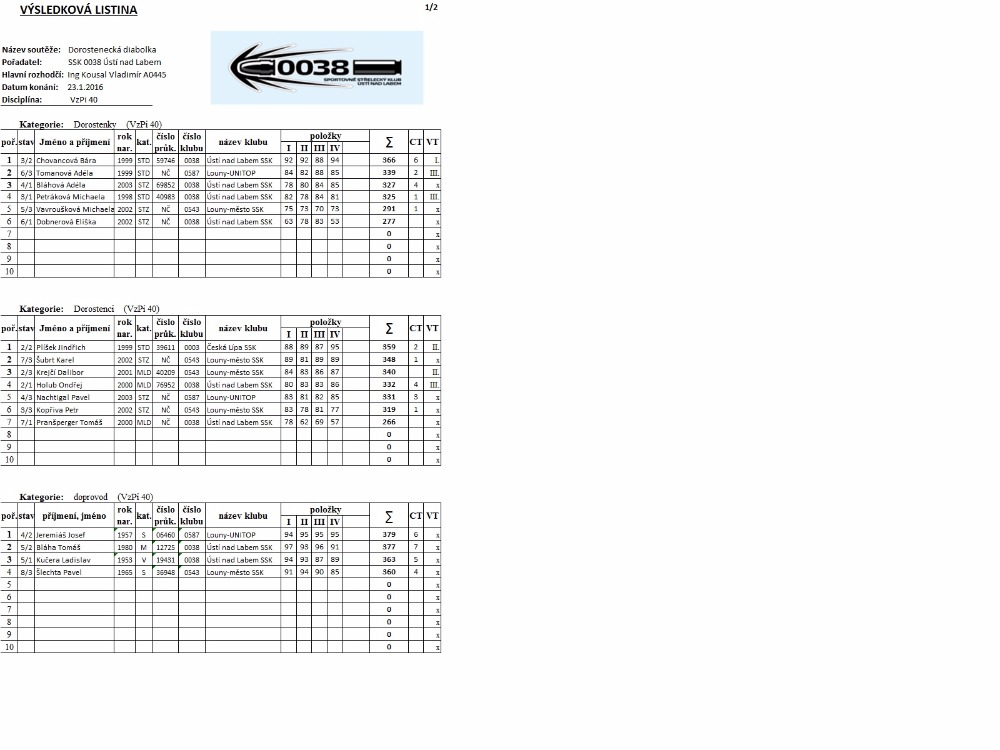 VÝSLEDKOVÁ LISTINA 1/2
Název soutěže: Dorostenecká diabolka
Pořadatel: SSK 0038 Ústí nad Labem
Hlavní rozhodčí: Ing Kousal Vladimír A0445
Datum konání: 23.1.2016
Disciplína: VzPi 40
0038
SPORTOVNĚ STŘELECKÝ KLUB
ÚSTÍ NAD LABEM
Kategorie: Dorostenky (VzPi 40)
poř. stav Jméno a příjmení rok nar. kat. číslo průk. číslo klubu název klubu položky I II III IV ∑ CT VT
1 3/2 Chovancová Bára 1999 STD 59746 0038 Ústí nad Labem SSK 92 92 88 94 366 6 I.
2 6/3 Tomanová Adéla 1999 STD NČ 0587 Louny-UNITOP 84 82 88 85 339 2 III.
3 4/1 Bláhová Adéla 2003 STZ 69852 0038 Ústí nad Labem SSK 78 80 84 85 327 4 x
4 3/1 Petráková Michaela 1998 STD 40983 0038 Ústí nad Labem SSK 82 78 84 81 325 1 III.
5 5/3 Vavroušková Michaela 2002 STZ NČ 0543 Louny-město SSK 75 73 70 73 291 1 x
6 6/1 Dobnerová Eliška 2002 STZ NČ 0038 Ústí nad Labem SSK 63 78 83 53 277 x
7 0 x
8 0 x
9 0 x
10 0 x
Kategorie: Dorostenci (VzPi 40)
poř. stav Jméno a příjmení rok nar. kat. číslo průk. číslo klubu název klubu položky I II III IV ∑ CT VT
1 2/2 Plíšek Jindřich 1999 STD 39611 0003 Česká Lípa SSK 88 89 87 95 359 2 II.
2 7/3 Šubrt Karel 2002 STZ NČ 0543 Louny-město SSK 89 81 89 89 348 1 x
3 2/3 Krejčí Dalibor 2001 MLD 40209 0543 Louny-město SSK 84 83 86 87 340 II.
4 2/1 Holub Ondřej 2000 MLD 76952 0038 Ústí nad Labem SSK 80 83 83 86 332 4 III.
5 4/3 Nachtigal Pavel 2003 STZ NČ 0587 Louny-UNITOP 83 81 82 85 331 3 x
6 3/3 Kopřiva Petr 2002 STZ NČ 0543 Louny-město SSK 83 78 81 77 319 1 x
7 7/1 Pranšperger Tomáš 2000 MLD NČ 0038 Ústí nad Labem SSK 78 62 69 57 266 x
8 0 x
9 0 x
10 0 x
Kategorie: doprovod (VzPi 40)
poř. stav příjmení, jméno rok nar. kat. číslo průk. číslo klubu název klubu položky I II III IV ∑ CT VT
1 4/2 Jeremiáš Josef 1957 S 06460 0587 Louny-UNITOP 94 95 95 95 379 6 x
2 5/2 Bláha Tomáš 1980 M 12725 0038 Ústí nad Labem SSK 97 93 96 91 377 7 x
3 5/1 Kučera Ladislav 1953 V 19431 0038 Ústí nad Labem SSK 94 93 87 89 363 5 x
4 8/3 Šlechta Pavel 1965 S 36948 0543 Louny-město SSK 91 94 90 85 360 4 x
5 0 x
6 0 x
7 0 x
8 0 x
9 0 x
10 0 x